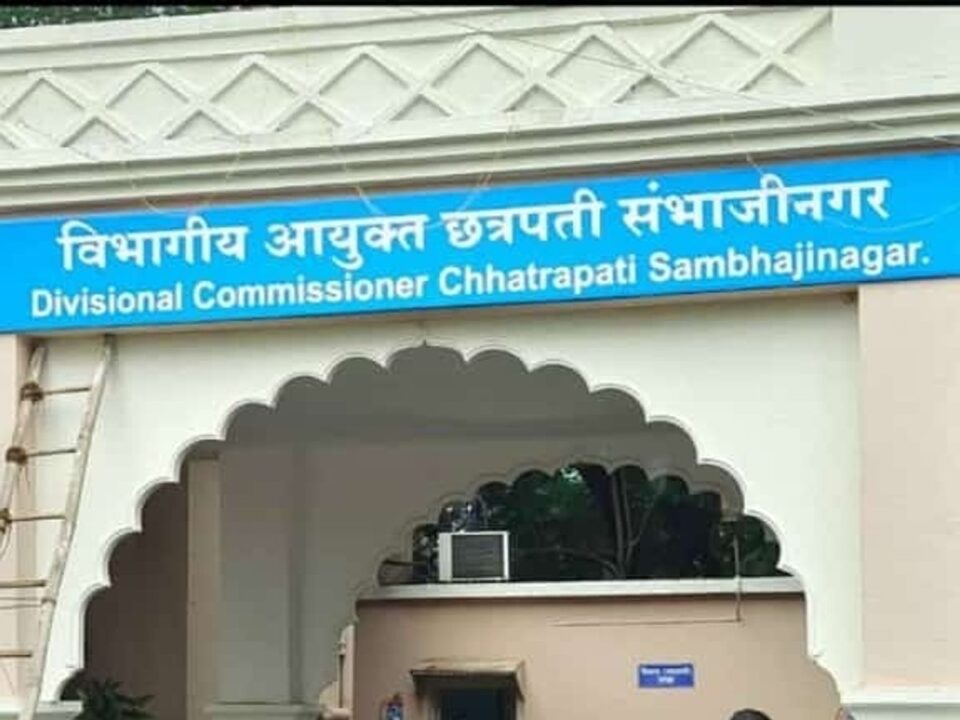 विभागीय आयुक्त छत्रपती संभाजीनगर
Divisional Commissioner Chhatrapati Sambhajinagar.